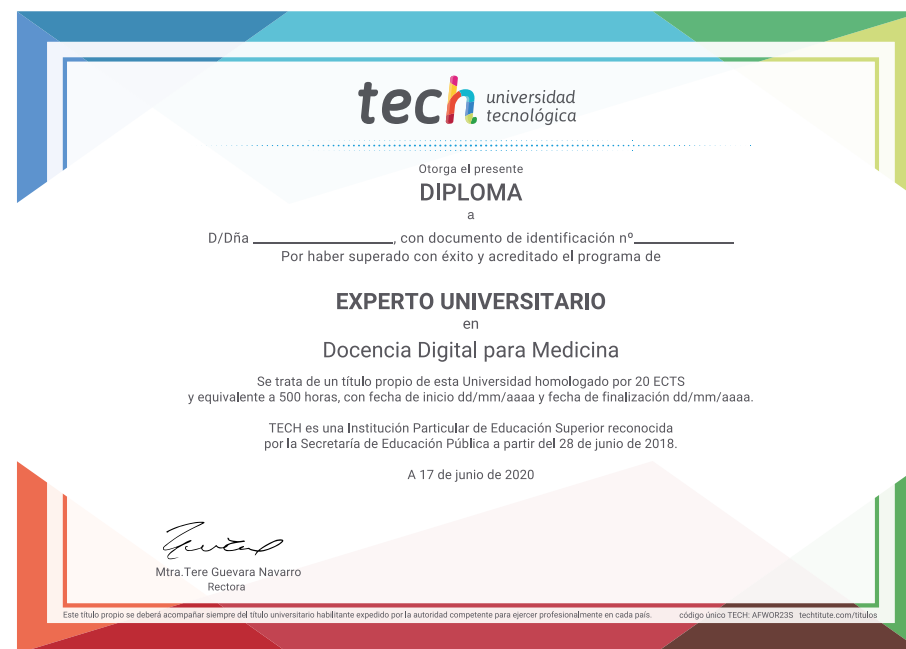 tech universidad
tecnológica
Otorga el presente
DIPLOMA
a
D/Dña ____________________, con documento de identificación nº______________
Por haber superado con éxito y acreditado el programa de
EXPERTO UNIVERSITARIO
en
Docencia Digital para Medicina
Se trata de un título propio de esta Universidad homologado por 20 ECTS
y equivalente a 500 horas, con fecha de inicio dd/mm/aaaa y fecha de finalización dd/mm/aaaa.
TECH es una Institución Particular de Educación Superior reconocida
por la Secretaría de Educación Pública a partir del 28 de junio de 2018.
A 17 de junio de 2020
Mtra.Tere Guevara Navarro
Rectora
Este título propio se deberá acompañar siempre del título universitario habilitante expedido por la autoridad competente para ejercer profesionalmente en cada país. código único TECH: AFWOR23S techtitute.com/titulos